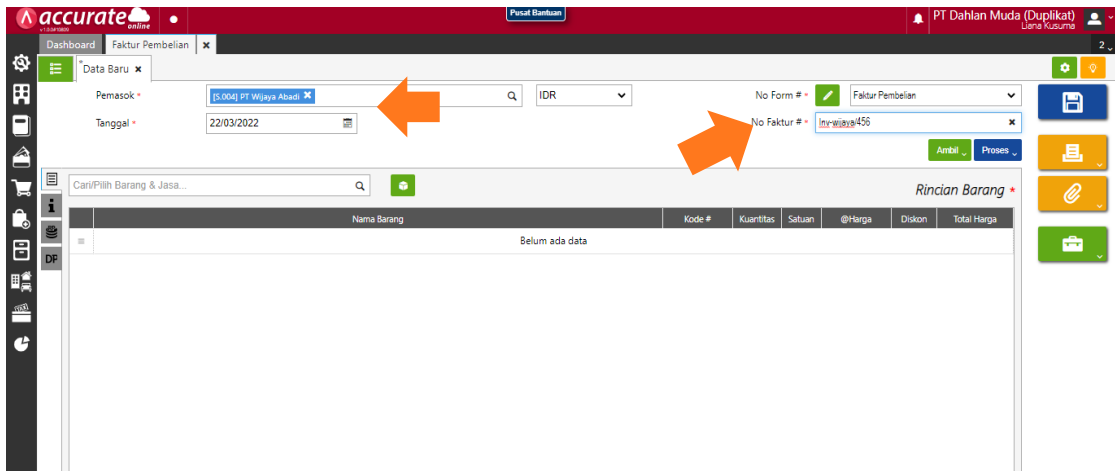 accurate online
Pusat Bantuan
PT Dahlan Muda (Duplikat)
Liana Kusuma
Dashboard
Faktur Pembelian
2
*Data Baru
Pemasok *
[S.004] PT Wijaya Abadi
IDR
No Form # *
Faktur Pembelian
Tanggal *
22/03/2022
No Faktur # *
Inv-wijaya/456
Ambil
Proses
Cari/Pilih Barang & Jasa...
Rincian Barang *
Nama Barang Kode # Kuantitas Satuan @Harga Diskon Total Harga
Belum ada data
i
DF